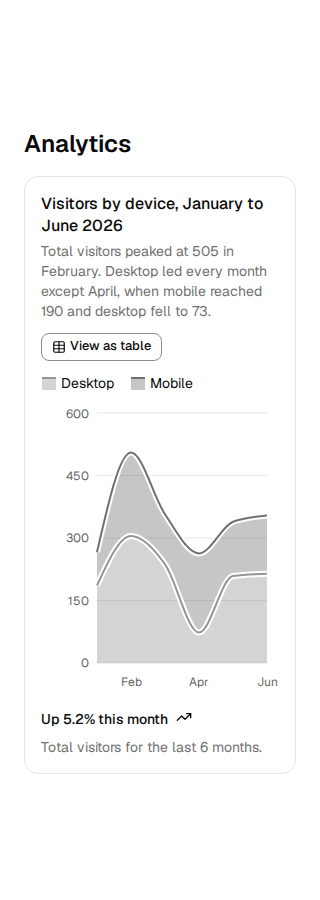 Analytics
Visitors by device, January to
June 2026
Total visitors peaked at 505 in
February. Desktop led every month
except April, when mobile reached
190 and desktop fell to 73.
View as table
Desktop Mobile
600
450
300
150
0
Feb Apr Jun
Up 5.2% this month
Total visitors for the last 6 months.